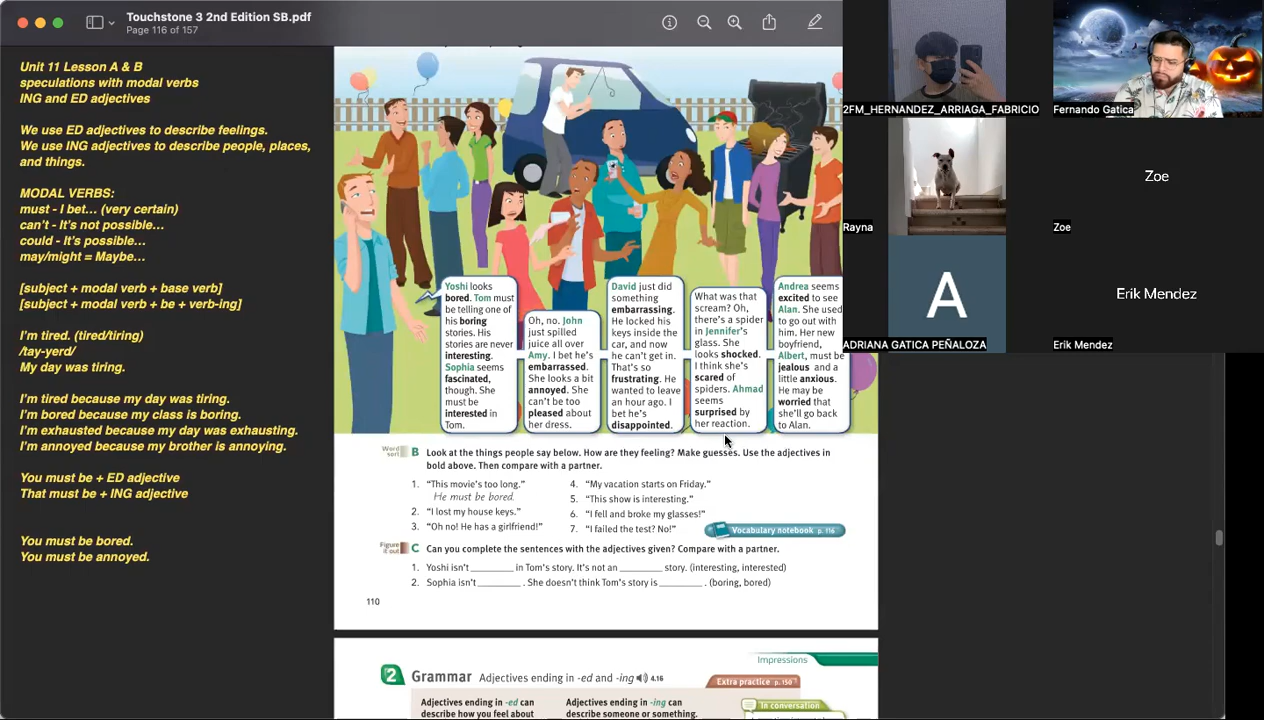 Touchstone 3 2nd Edition SB.pdf
Page 116 of 157
Unit 11 Lesson A & B
speculations with modal verbs
ING and ED adjectives
We use ED adjectives to describe feelings.
We use ING adjectives to describe people, places,
and things.
MODAL VERBS:
must - I bet... (very certain)
can't - It's not possible...
could - It's possible...
may/might = Maybe...
[subject + modal verb + base verb]
[subject + modal verb + be + verb-ing]
I'm tired. (tired/tiring)
/tay-yerd/
My day was tiring.
I'm tired because my day was tiring.
I'm bored because my class is boring.
I'm exhausted because my day was exhausting.
I'm annoyed because my brother is annoying.
You must be + ED adjective
That must be + ING adjective
You must be bored.
You must be annoyed.
Yoshi looks
bored. Tom must
be telling one of
his boring
stories. His
stories are never
interesting.
Sophia seems
fascinated,
though. She
must be
interested in
Tom.
Oh, no. John
just spilled
juice all over
Amy. I bet he's
embarrassed.
She looks a bit
annoyed. She
can't be too
pleased about
her dress.
David just did
something
embarrassing.
He locked his
keys inside the
car, and now
he can't get in.
That's so
frustrating. He
wanted to leave
an hour ago. I
bet he's
disappointed.
What was that
scream? Oh,
there's a spider
in Jennifer's
glass. She
looks shocked.
I think she's
scared of
spiders. Ahmad
seems
surprised by
her reaction.
Andrea seems
excited to see
Alan. She used
to go out with
him. Her new
boyfriend,
Albert, must be
jealous and a
little anxious.
He may be
worried that
she'll go back
to Alan.
Word sort B Look at the things people say below. How are they feeling? Make guesses. Use the adjectives in
bold above. Then compare with a partner.
1. "This movie's too long."
He must be bored.
2. "I lost my house keys."
3. "Oh no! He has a girlfriend!"
4. "My vacation starts on Friday."
5. "This show is interesting."
6. "I fell and broke my glasses!"
7. "I failed the test? No!"
Vocabulary notebook p. 116
Figure it out C Can you complete the sentences with the adjectives given? Compare with a partner.
1. Yoshi isn't ________ in Tom's story. It's not an ________ story. (interesting, interested)
2. Sophia isn't ________ . She doesn't think Tom's story is ________ . (boring, bored)
110
Impressions
2 Grammar Adjectives ending in -ed and -ing 4.16
Extra practice p. 150
Adjectives ending in -ed can
describe how you feel about
Adjectives ending in -ing can
describe someone or something.
In conversation
2FM_HERNANDEZ_ARRIAGA_FABRICIO
Fernando Gatica
Rayna
Zoe
Zoe
A
ADRIANA GATICA PEÑALOZA
Erik Mendez
Erik Mendez